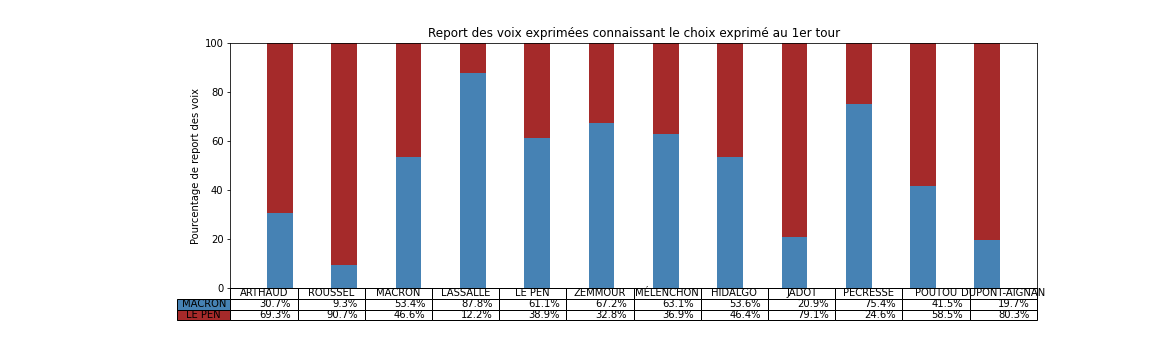 Report des voix exprimées connaissant le choix exprimé au 1er tour
Pourcentage de report des voix
100
80
60
40
20
0
ARTHAUD ROUSSEL MACRON LASSALLE LE PEN ZEMMOUR MÉLENCHON HIDALGO JADOT PÉCRESSE POUTOU DUPONT-AIGNAN
MACRON 30.7% 9.3% 53.4% 87.8% 61.1% 67.2% 63.1% 53.6% 20.9% 75.4% 41.5% 19.7%
LE PEN 69.3% 90.7% 46.6% 12.2% 38.9% 32.8% 36.9% 46.4% 79.1% 24.6% 58.5% 80.3%